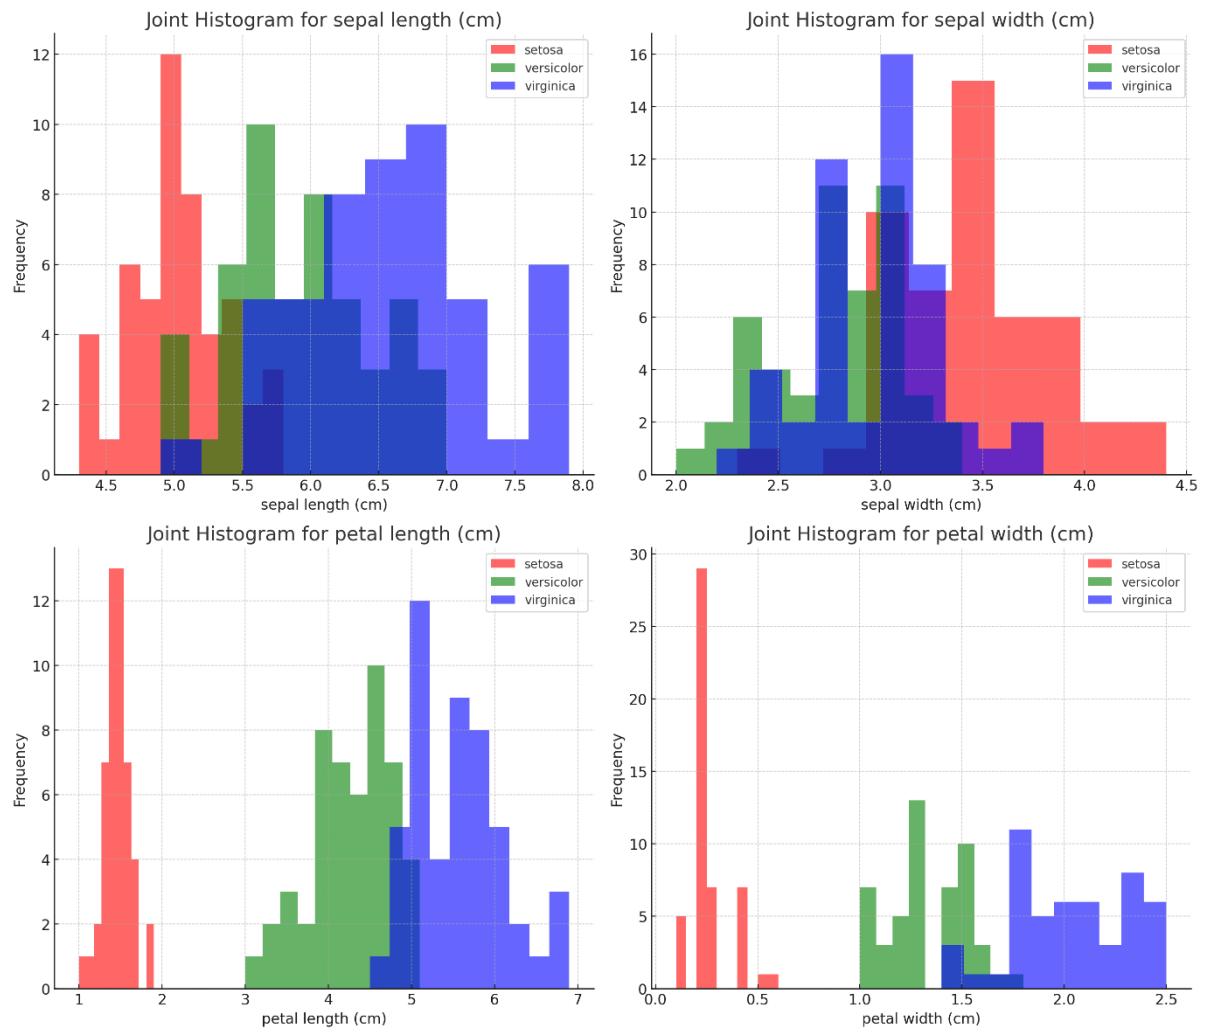 Joint Histogram for sepal length (cm)
setosa
versicolor
virginica
12
10
8
6
4
2
0
Frequency
4.5 5.0 5.5 6.0 6.5 7.0 7.5 8.0
sepal length (cm)
Joint Histogram for sepal width (cm)
setosa
versicolor
virginica
16
14
12
10
8
6
4
2
0
Frequency
2.0 2.5 3.0 3.5 4.0 4.5
sepal width (cm)
Joint Histogram for petal length (cm)
setosa
versicolor
virginica
12
10
8
6
4
2
0
Frequency
1 2 3 4 5 6 7
petal length (cm)
Joint Histogram for petal width (cm)
setosa
versicolor
virginica
30
25
20
15
10
5
0
Frequency
0.0 0.5 1.0 1.5 2.0 2.5
petal width (cm)